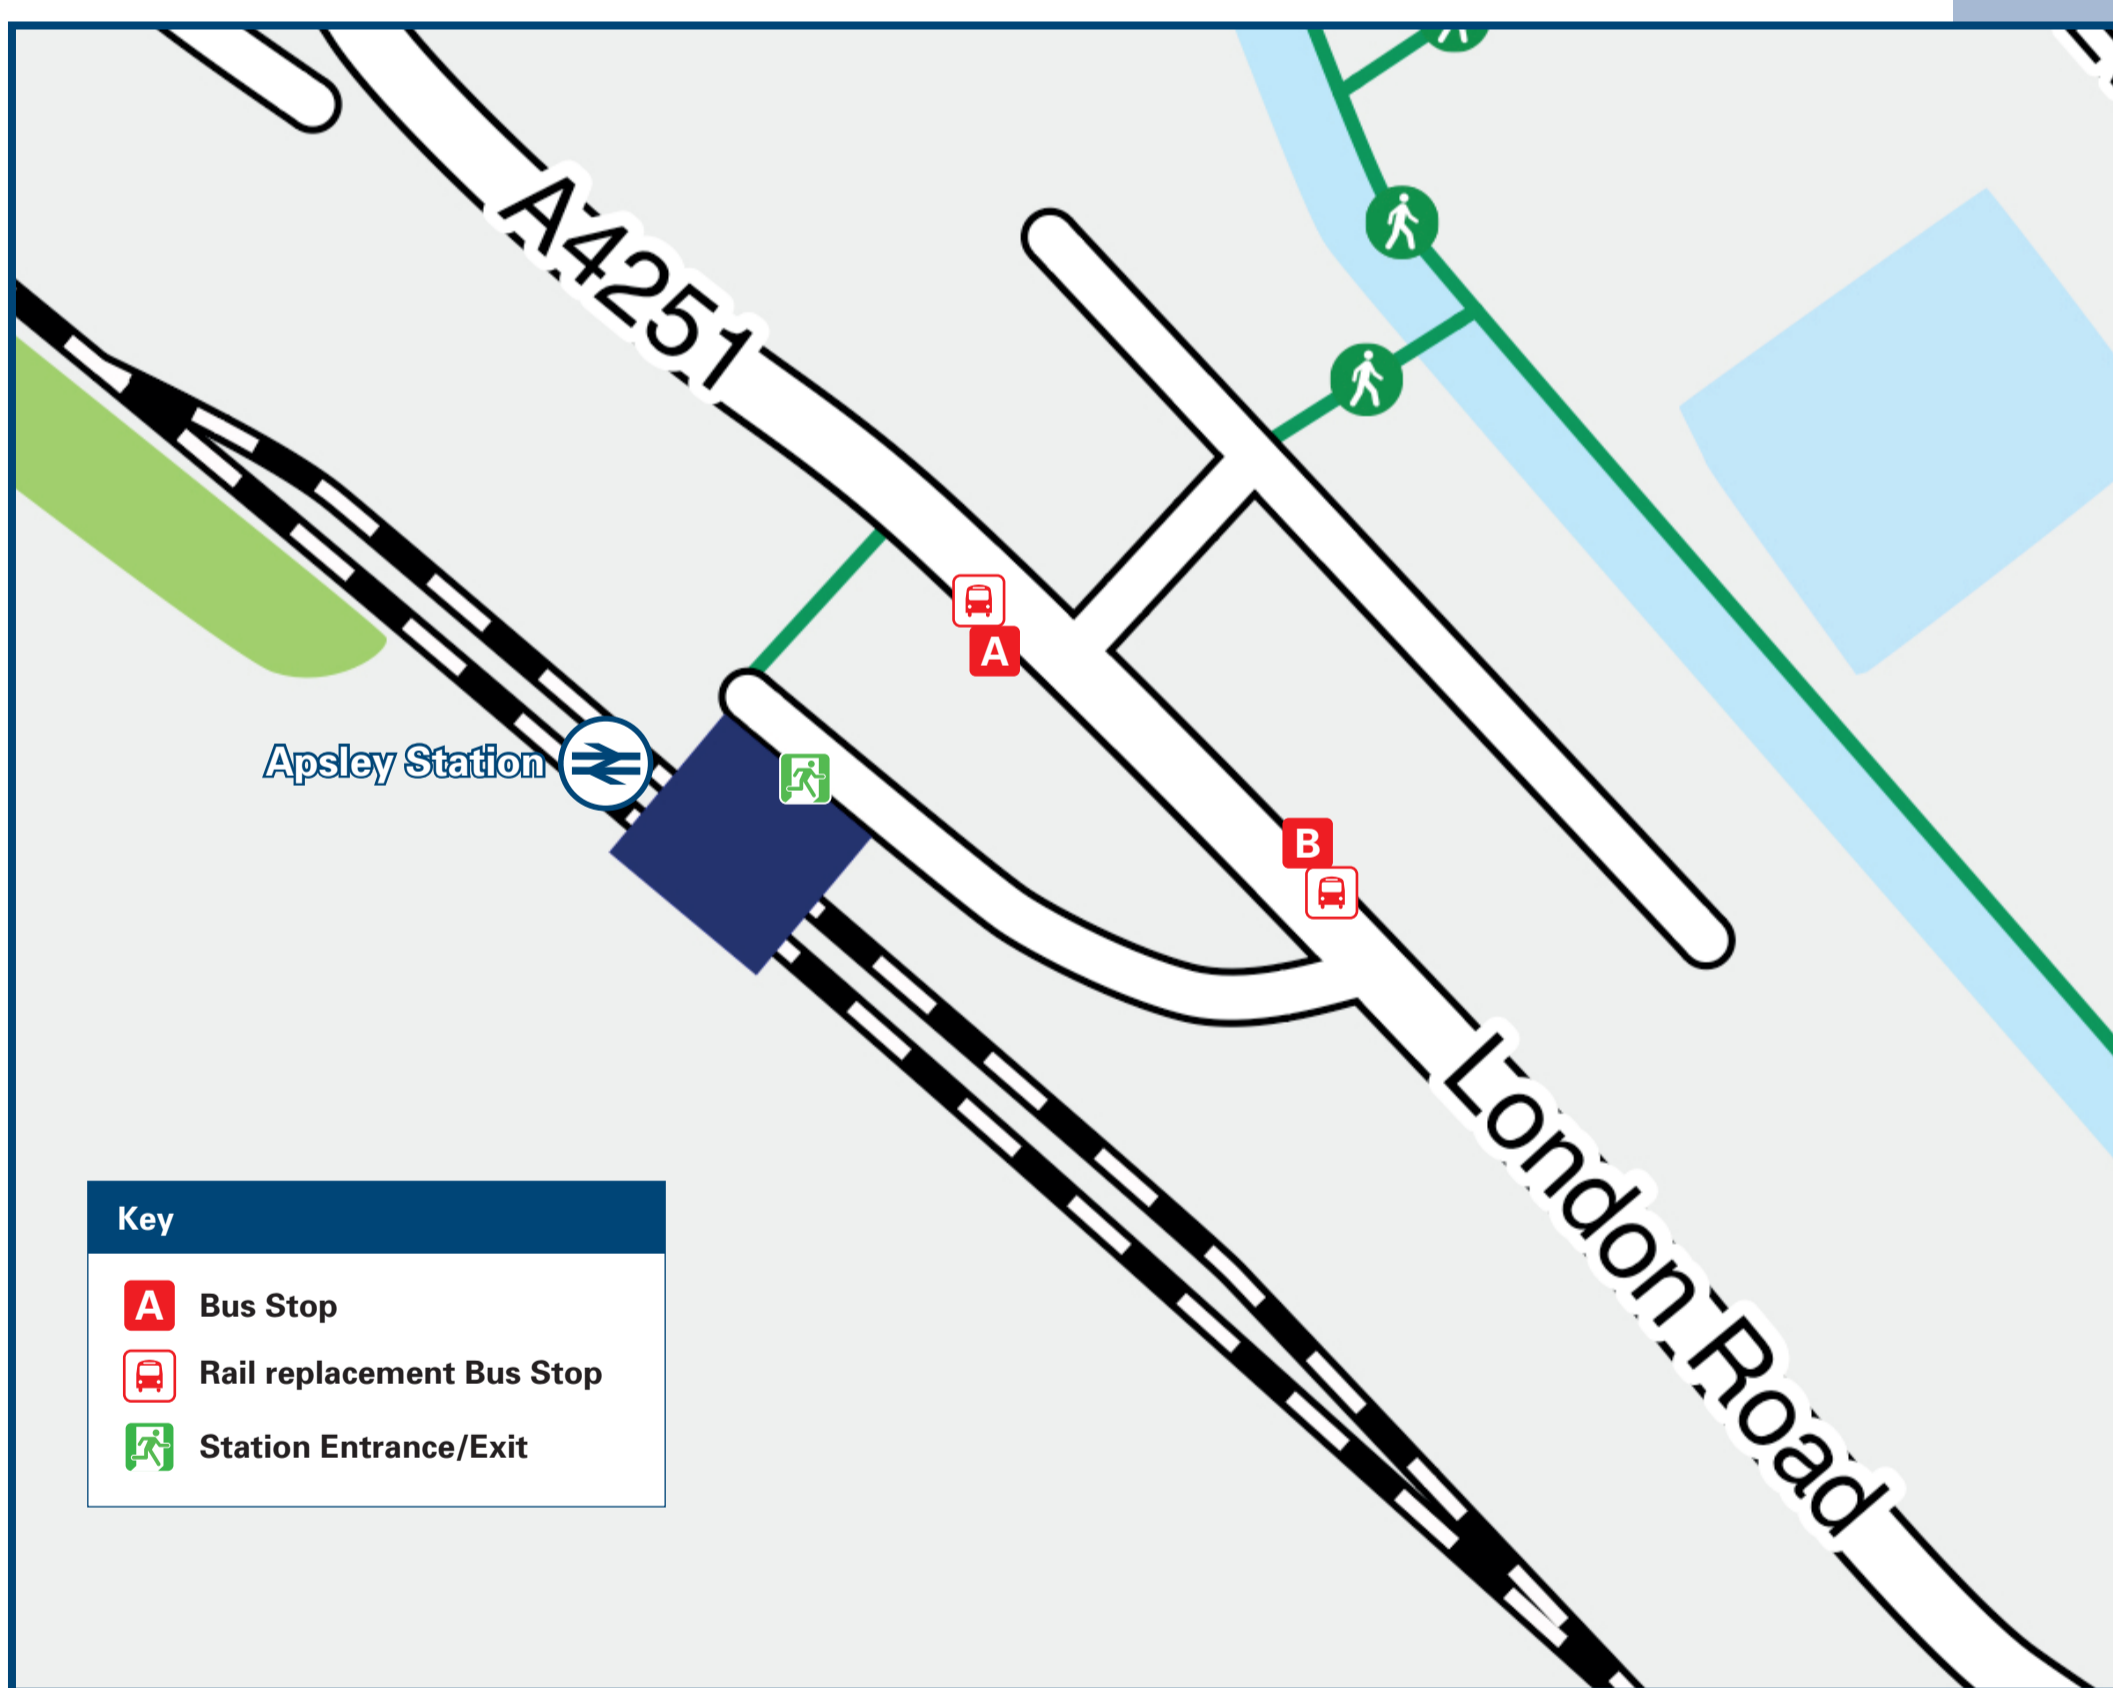 A4251
A
Apsley Station
B
London Road
Key
A Bus Stop
Rail replacement Bus Stop
Station Entrance/Exit